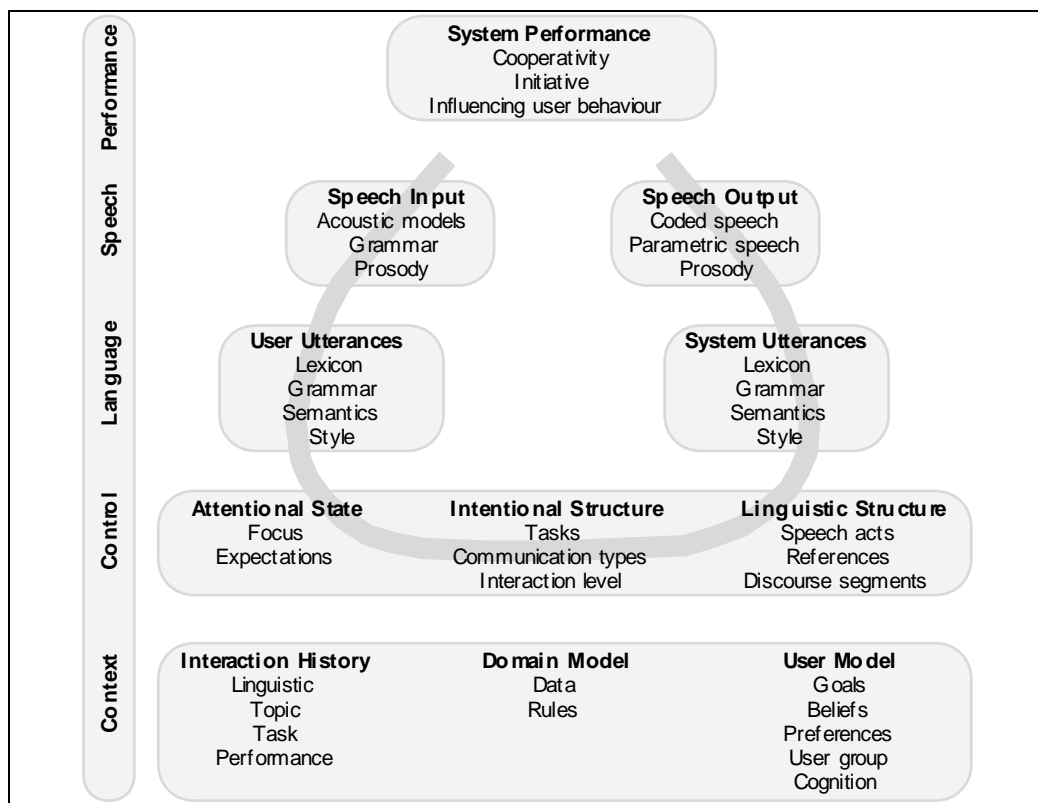 Performance
System Performance
Cooperativity
Initiative
Influencing user behaviour
Speech
Speech Input
Acoustic models
Grammar
Prosody
Speech Output
Coded speech
Parametric speech
Prosody
Language
User Utterances
Lexicon
Grammar
Semantics
Style
System Utterances
Lexicon
Grammar
Semantics
Style
Control
Attentional State
Focus
Expectations
Intentional Structure
Tasks
Communication types
Interaction level
Linguistic Structure
Speech acts
References
Discourse segments
Context
Interaction History
Linguistic
Topic
Task
Performance
Domain Model
Data
Rules
User Model
Goals
Beliefs
Preferences
User group
Cognition